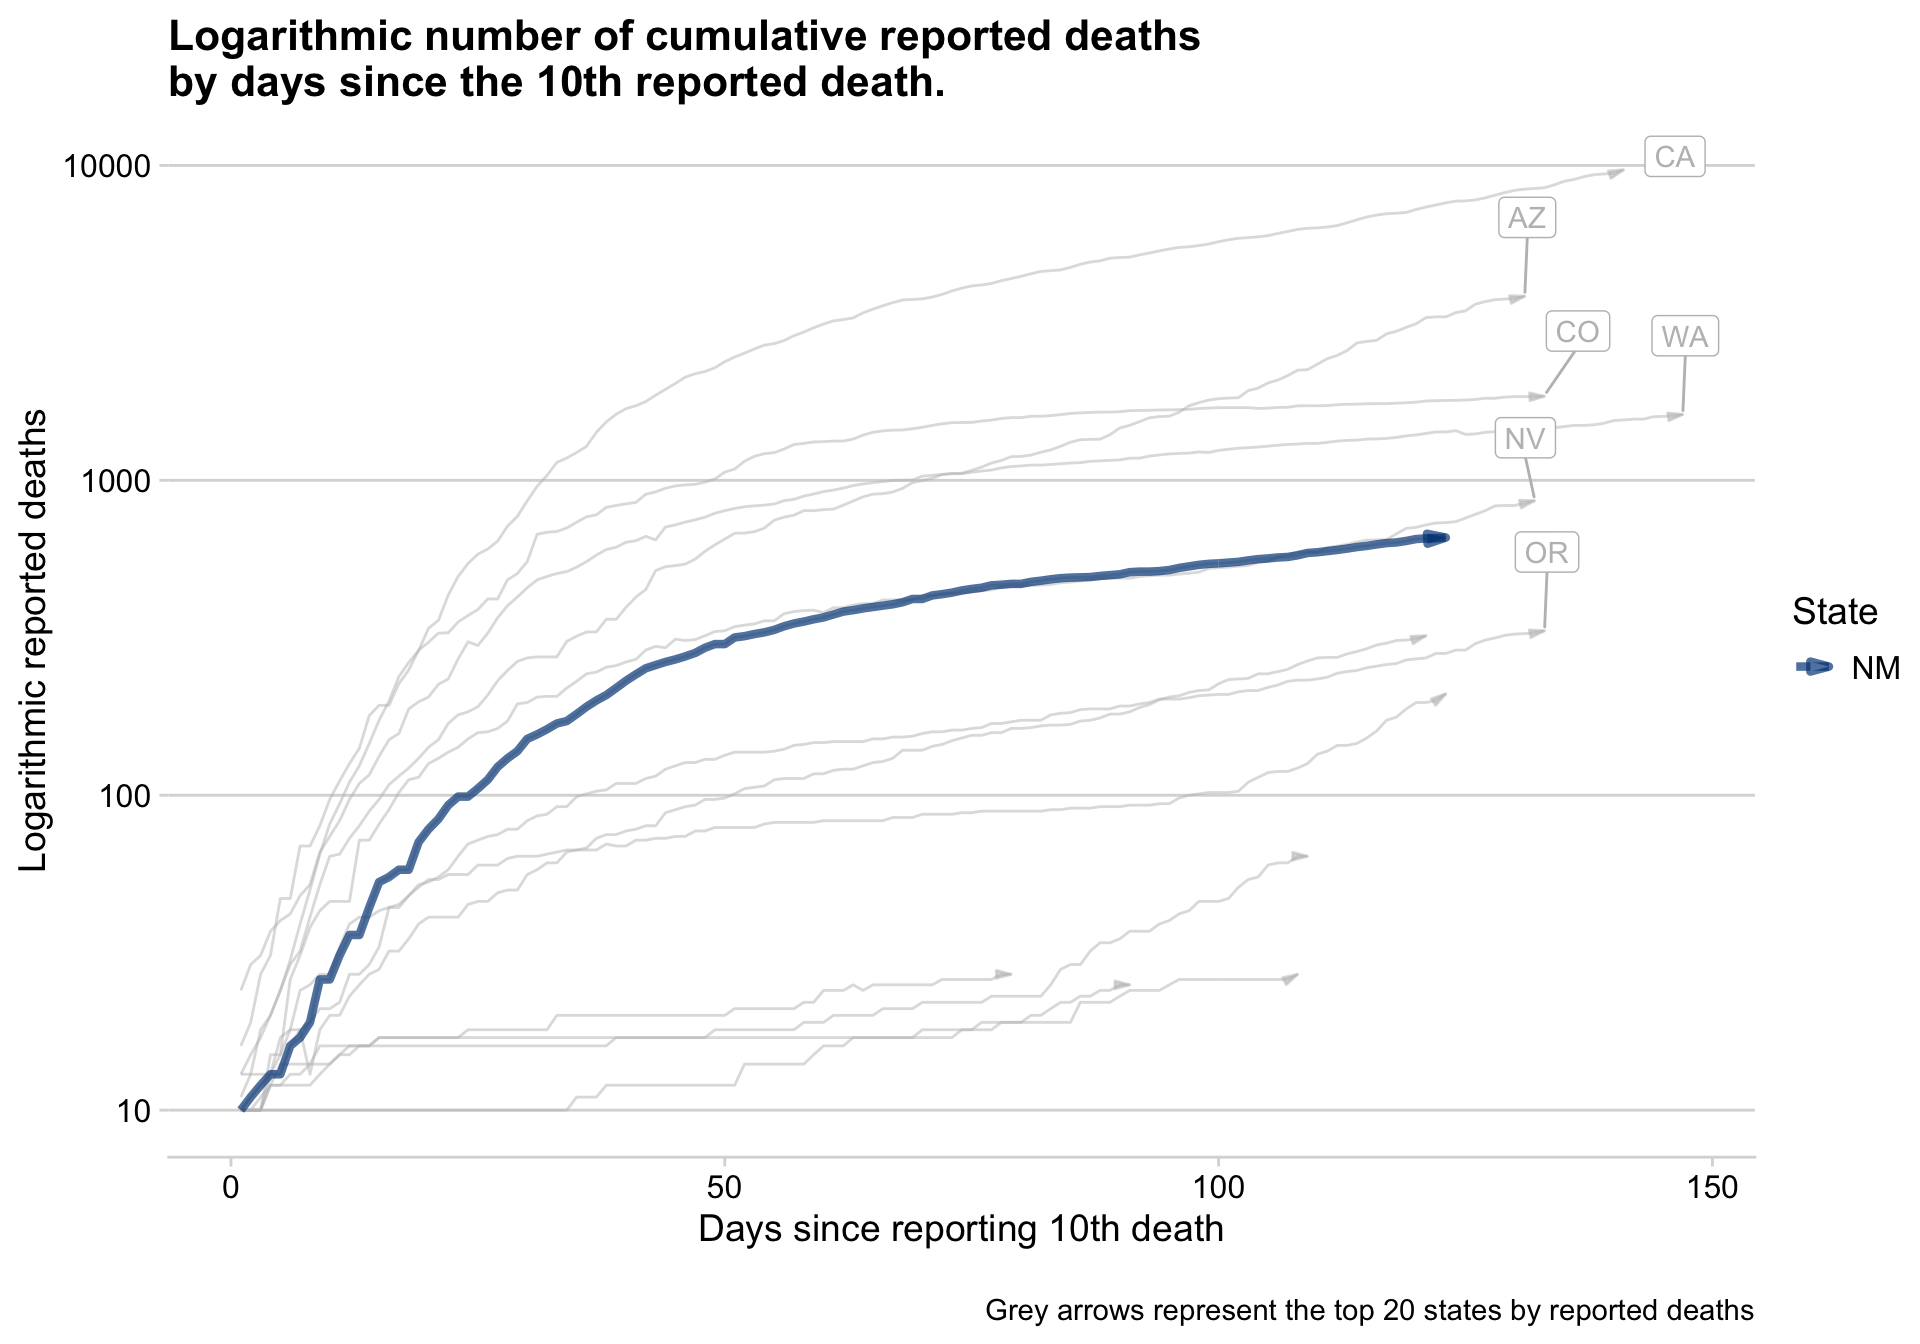 Logarithmic number of cumulative reported deaths
by days since the 10th reported death.
Logarithmic reported deaths
10000
1000
100
10
CA
AZ
CO
WA
NV
OR
State
NM
0
50
100
150
Days since reporting 10th death
Grey arrows represent the top 20 states by reported deaths